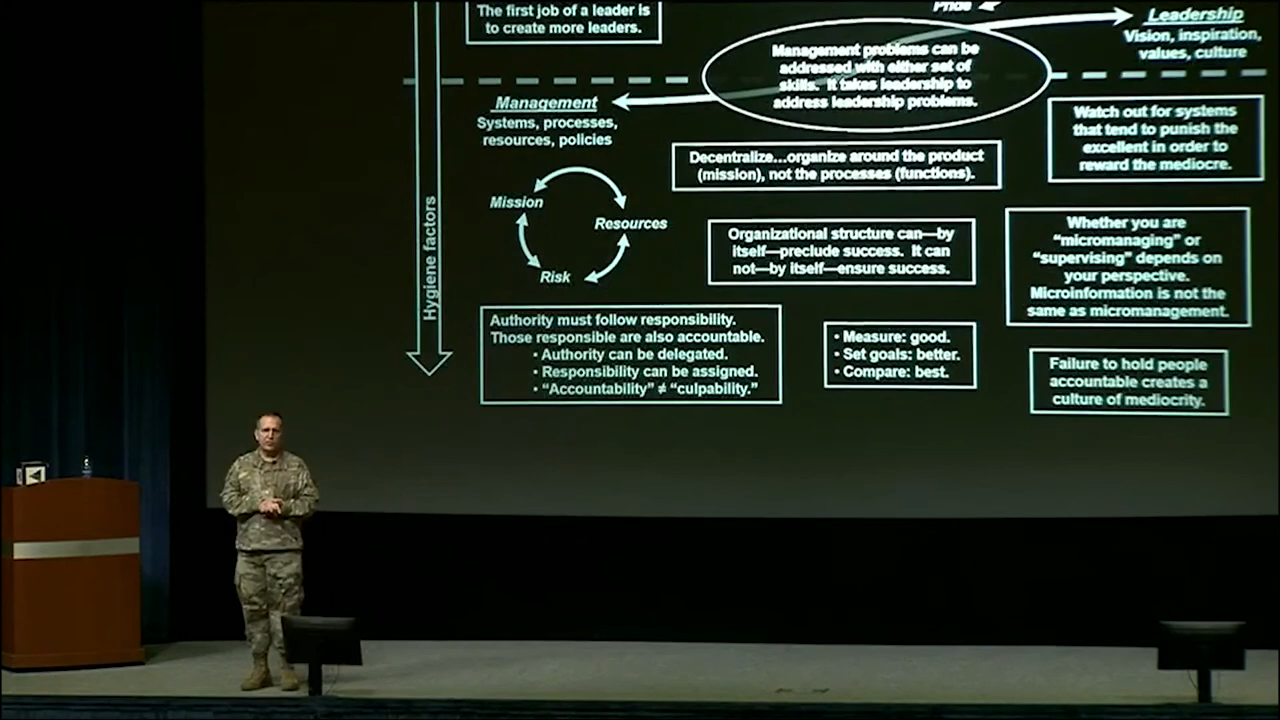 The first job of a leader is
to create more leaders.
Pride
Leadership
Vision, inspiration,
values, culture
Management problems can be
addressed with either set of
skills. It takes leadership to
address leadership problems.
Management
Systems, processes,
resources, policies
Watch out for systems
that tend to punish the
excellent in order to
reward the mediocre.
Decentralize...organize around the product
(mission), not the processes (functions).
Mission
Resources
Risk
Hygiene factors
Organizational structure can—by
itself—preclude success. It can
not—by itself—ensure success.
Whether you are
“micromanaging” or
“supervising” depends on
your perspective.
Microinformation is not the
same as micromanagement.
Authority must follow responsibility.
Those responsible are also accountable.
• Authority can be delegated.
• Responsibility can be assigned.
• “Accountability” ≠ “culpability.”
• Measure: good.
• Set goals: better.
• Compare: best.
Failure to hold people
accountable creates a
culture of mediocrity.